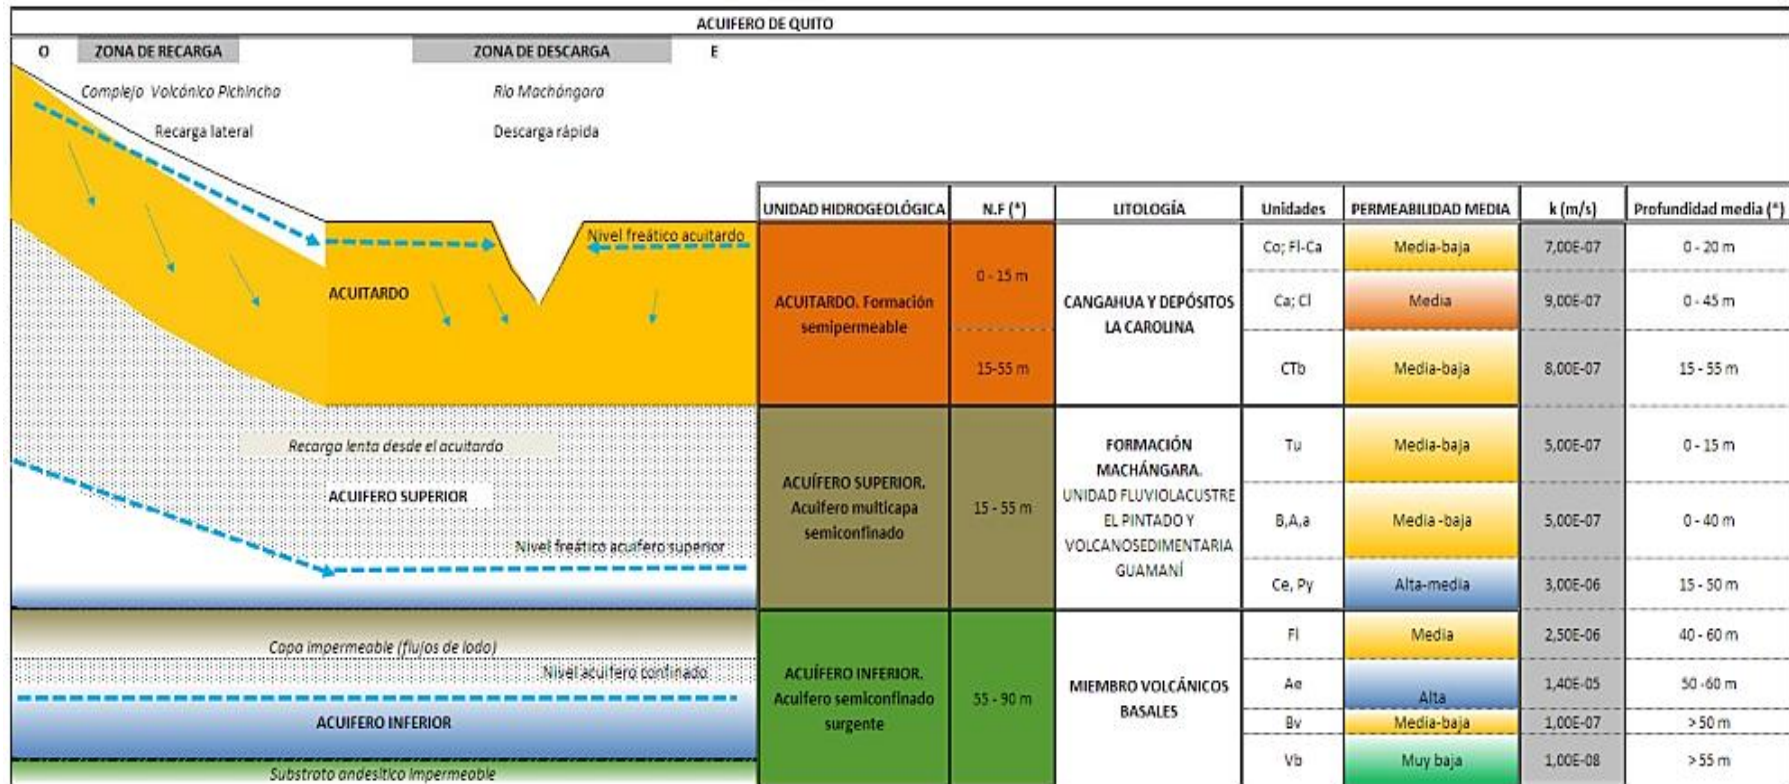 ACUIFERO DE QUITO
O ZONA DE RECARGA ZONA DE DESCARGA E
Complejo Volcánico Pichincha Río Machángara
Recarga lateral Descarga rápida
Nivel freático acuitardo
ACUITARDO
Recarga lenta desde el acuitardo
ACUIFERO SUPERIOR
Nivel freático acuífero superior
Capa impermeable (flujos de lodo)
Nivel acuífero confinado
ACUIFERO INFERIOR
Substrato andesítico impermeable
UNIDAD HIDROGEOLÓGICA N.F (*) LITOLOGÍA Unidades PERMEABILIDAD MEDIA k (m/s) Profundidad media (*)
ACUITARDO. Formación
semipermeable
0 - 15 m
15-55 m
CANGAHUA Y DEPÓSITOS
LA CAROLINA
Co; Fl-Ca Media-baja 7,00E-07 0 - 20 m
Ca; Cl Media 9,00E-07 0 - 45 m
CTb Media-baja 8,00E-07 15 - 55 m
ACUÍFERO SUPERIOR.
Acuífero multicapa
semiconfinado
15 - 55 m
FORMACIÓN
MACHÁNGARA.
UNIDAD FLUVIOLACUSTRE
EL PINTADO Y
VOLCANOSEDIMENTARIA
GUAMANÍ
Tu Media-baja 5,00E-07 0 - 15 m
B,A,a Media -baja 5,00E-07 0 - 40 m
Ce, Py Alta-media 3,00E-06 15 - 50 m
ACUÍFERO INFERIOR.
Acuífero semiconfinado
surgente
55 - 90 m
MIEMBRO VOLCÁNICOS
BASALES
Fl Media 2,50E-06 40 - 60 m
Ae Alta 1,40E-05 50 -60 m
Bv Media-baja 1,00E-07 > 50 m
Vb Muy baja 1,00E-08 > 55 m